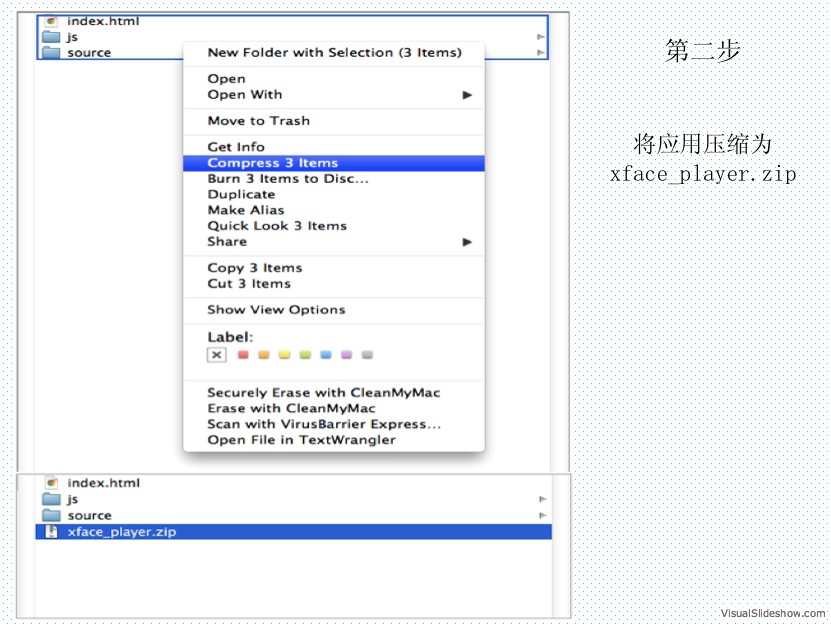 index.html
js
source
New Folder with Selection (3 Items)
Open
Open With
Move to Trash
Get Info
Compress 3 Items
Burn 3 Items to Disc...
Duplicate
Make Alias
Quick Look 3 Items
Share
Copy 3 Items
Cut 3 Items
Show View Options
Label:
Securely Erase with CleanMyMac
Erase with CleanMyMac
Scan with VirusBarrier Express...
Open File in TextWrangler
index.html
js
source
xface_player.zip
第二步
将应用压缩为
xface_player.zip
VisualSlideshow.com